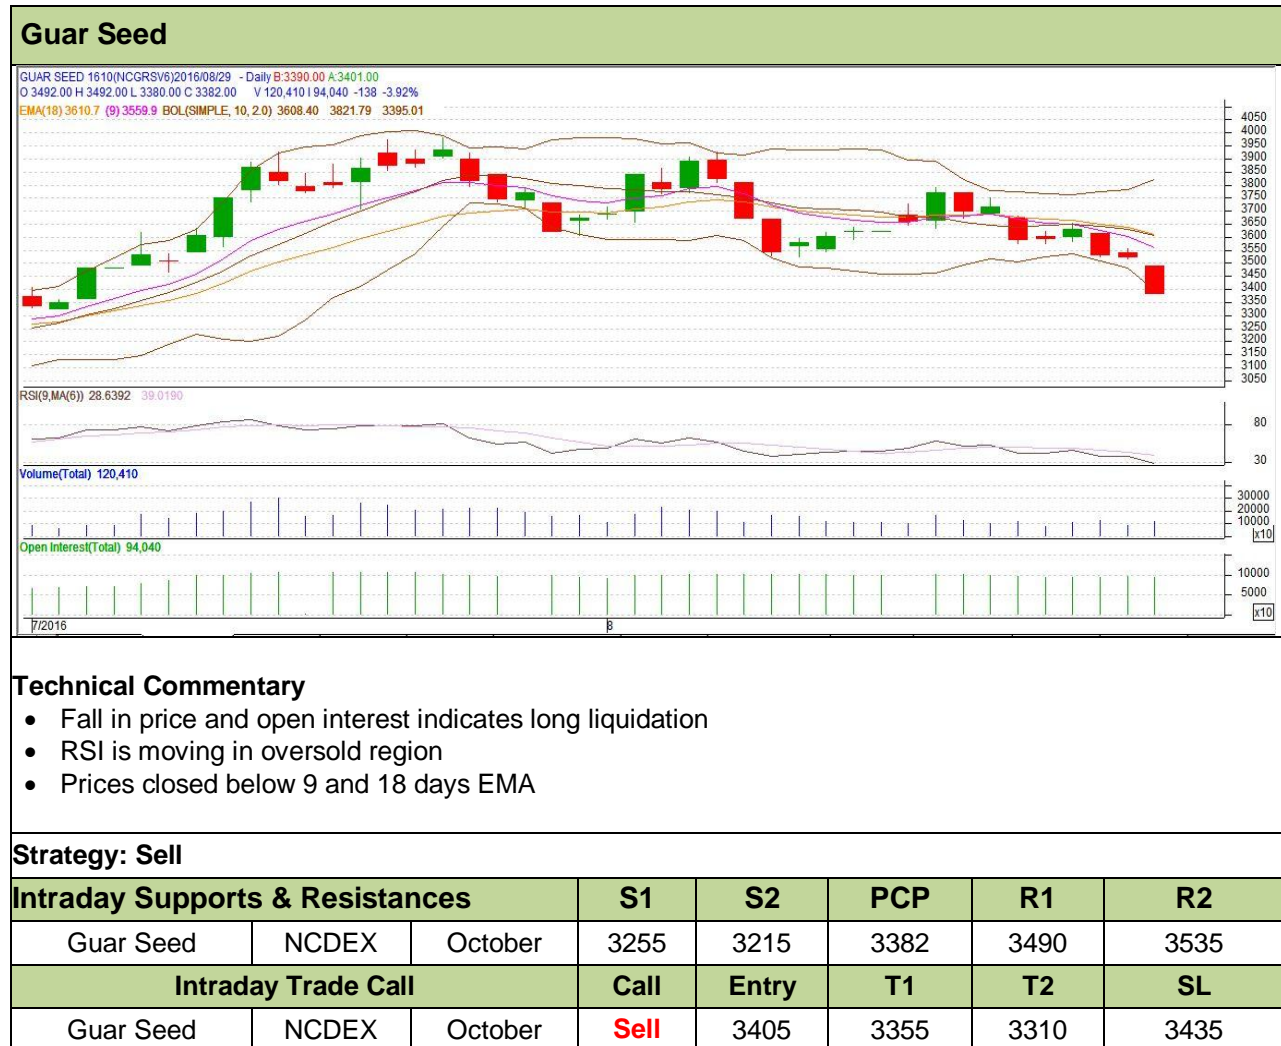 Guar Seed
GUAR SEED 1610(NCGRSV6)2016/08/29 - Daily B:3390.00 A:3401.00
O 3492.00 H 3492.00 L 3380.00 C 3382.00 V 120,410 I 94,040 -138 -3.92%
EMA(18) 3610.7 (9) 3559.9 BOL(SIMPLE, 10, 2.0) 3608.40 3821.79 3395.01
4050
4000
3950
3900
3850
3800
3750
3700
3650
3600
3550
3500
3450
3400
3350
3300
3250
3200
3150
3100
3050
RSI(9,MA(6)) 28.6392 39.0190
80
30
Volume(Total) 120,410
30000
20000
10000
x10
Open Interest(Total) 94,040
10000
5000
x10
7/2016 8
Technical Commentary
• Fall in price and open interest indicates long liquidation
• RSI is moving in oversold region
• Prices closed below 9 and 18 days EMA
Strategy: Sell
Intraday Supports & Resistances S1 S2 PCP R1 R2
Guar Seed NCDEX October 3255 3215 3382 3490 3535
Intraday Trade Call Call Entry T1 T2 SL
Guar Seed NCDEX October Sell 3405 3355 3310 3435